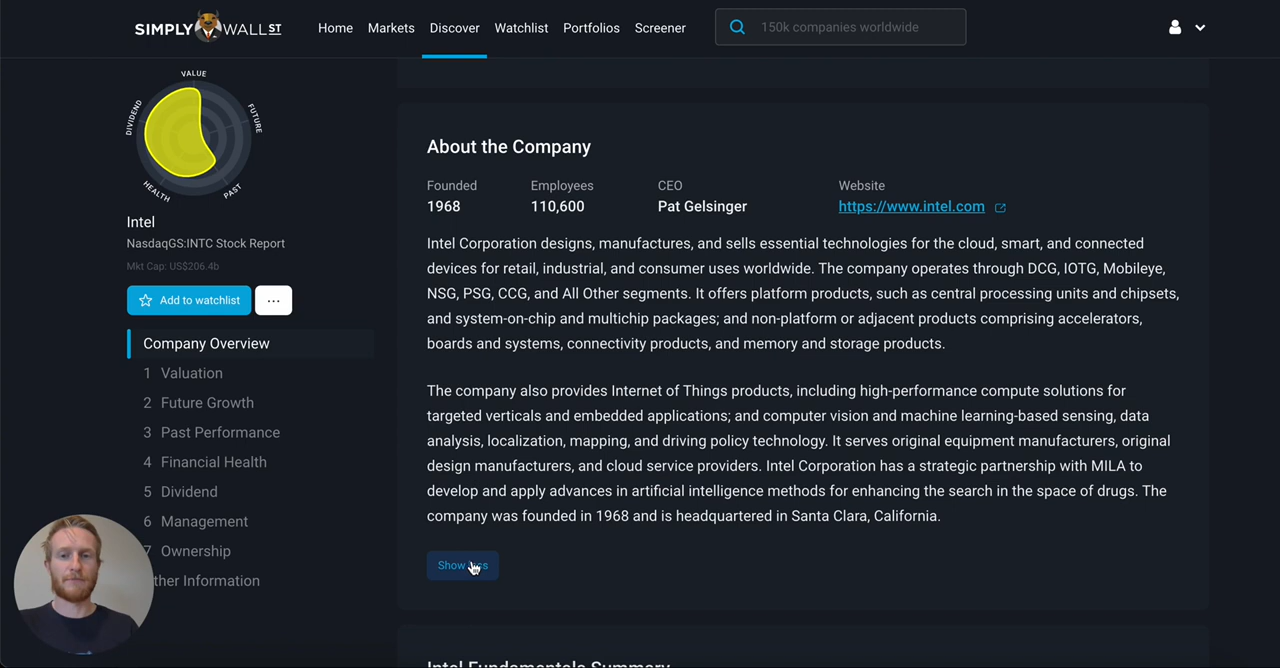 SIMPLY WALL ST
Home Markets Discover Watchlist Portfolios Screener
150k companies worldwide
VALUE
FUTURE
PAST
HEALTH
DIVIDEND
Intel
NasdaqGS:INTC Stock Report
Mkt Cap: US$206.4b
Add to watchlist
...
Company Overview
1 Valuation
2 Future Growth
3 Past Performance
4 Financial Health
5 Dividend
6 Management
7 Ownership
ther Information
About the Company
Founded Employees CEO Website
1968 110,600 Pat Gelsinger https://www.intel.com
Intel Corporation designs, manufactures, and sells essential technologies for the cloud, smart, and connected
devices for retail, industrial, and consumer uses worldwide. The company operates through DCG, IOTG, Mobileye,
NSG, PSG, CCG, and All Other segments. It offers platform products, such as central processing units and chipsets,
and system-on-chip and multichip packages; and non-platform or adjacent products comprising accelerators,
boards and systems, connectivity products, and memory and storage products.
The company also provides Internet of Things products, including high-performance compute solutions for
targeted verticals and embedded applications; and computer vision and machine learning-based sensing, data
analysis, localization, mapping, and driving policy technology. It serves original equipment manufacturers, original
design manufacturers, and cloud service providers. Intel Corporation has a strategic partnership with MILA to
develop and apply advances in artificial intelligence methods for enhancing the search in the space of drugs. The
company was founded in 1968 and is headquartered in Santa Clara, California.
Show less
Intel Fundamentals Summary